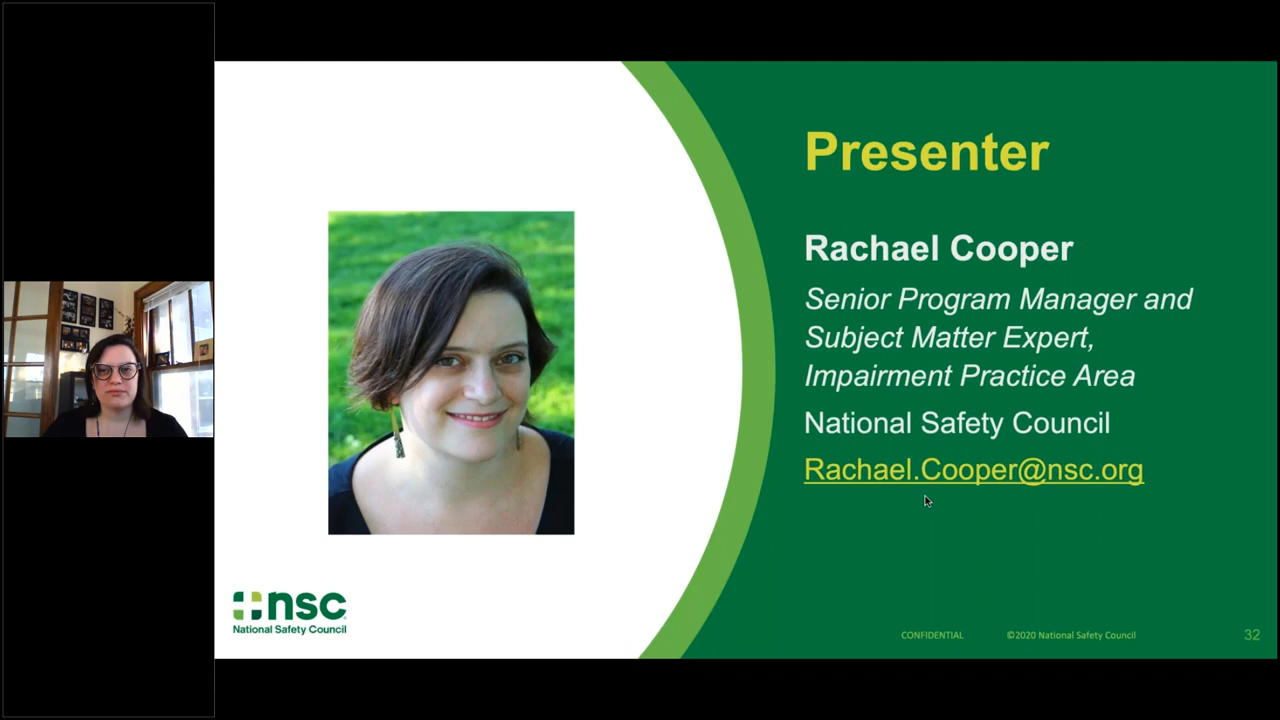 Presenter
Rachael Cooper
Senior Program Manager and
Subject Matter Expert,
Impairment Practice Area
National Safety Council
Rachael.Cooper@nsc.org
nsc
National Safety Council
CONFIDENTIAL
©2020 National Safety Council
32